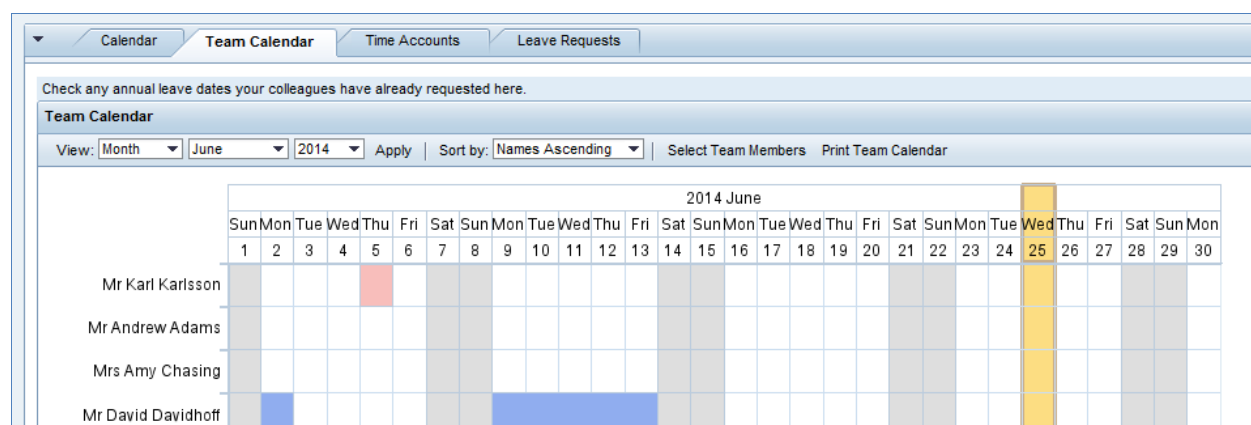 Calendar Team Calendar Time Accounts Leave Requests
Check any annual leave dates your colleagues have already requested here.
Team Calendar
View: Month June 2014 Apply Sort by: Names Ascending Select Team Members Print Team Calendar
2014 June
Sun Mon Tue Wed Thu Fri Sat Sun Mon Tue Wed Thu Fri Sat Sun Mon Tue Wed Thu Fri Sat Sun Mon Tue Wed Thu Fri Sat Sun Mon
1 2 3 4 5 6 7 8 9 10 11 12 13 14 15 16 17 18 19 20 21 22 23 24 25 26 27 28 29 30
Mr Karl Karlsson
Mr Andrew Adams
Mrs Amy Chasing
Mr David Davidhoff